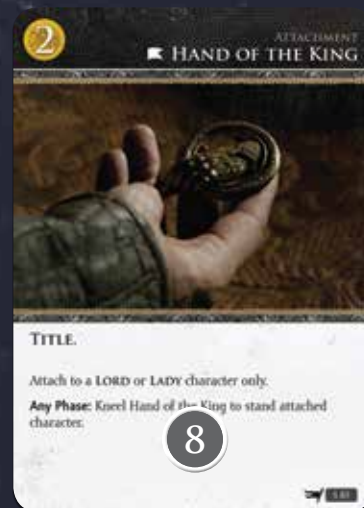 2
ATTACHMENT
HAND OF THE KING
TITLE.
Attach to a LORD or LADY character only.
Any Phase: Kneel Hand of the King to stand attached
character.
8